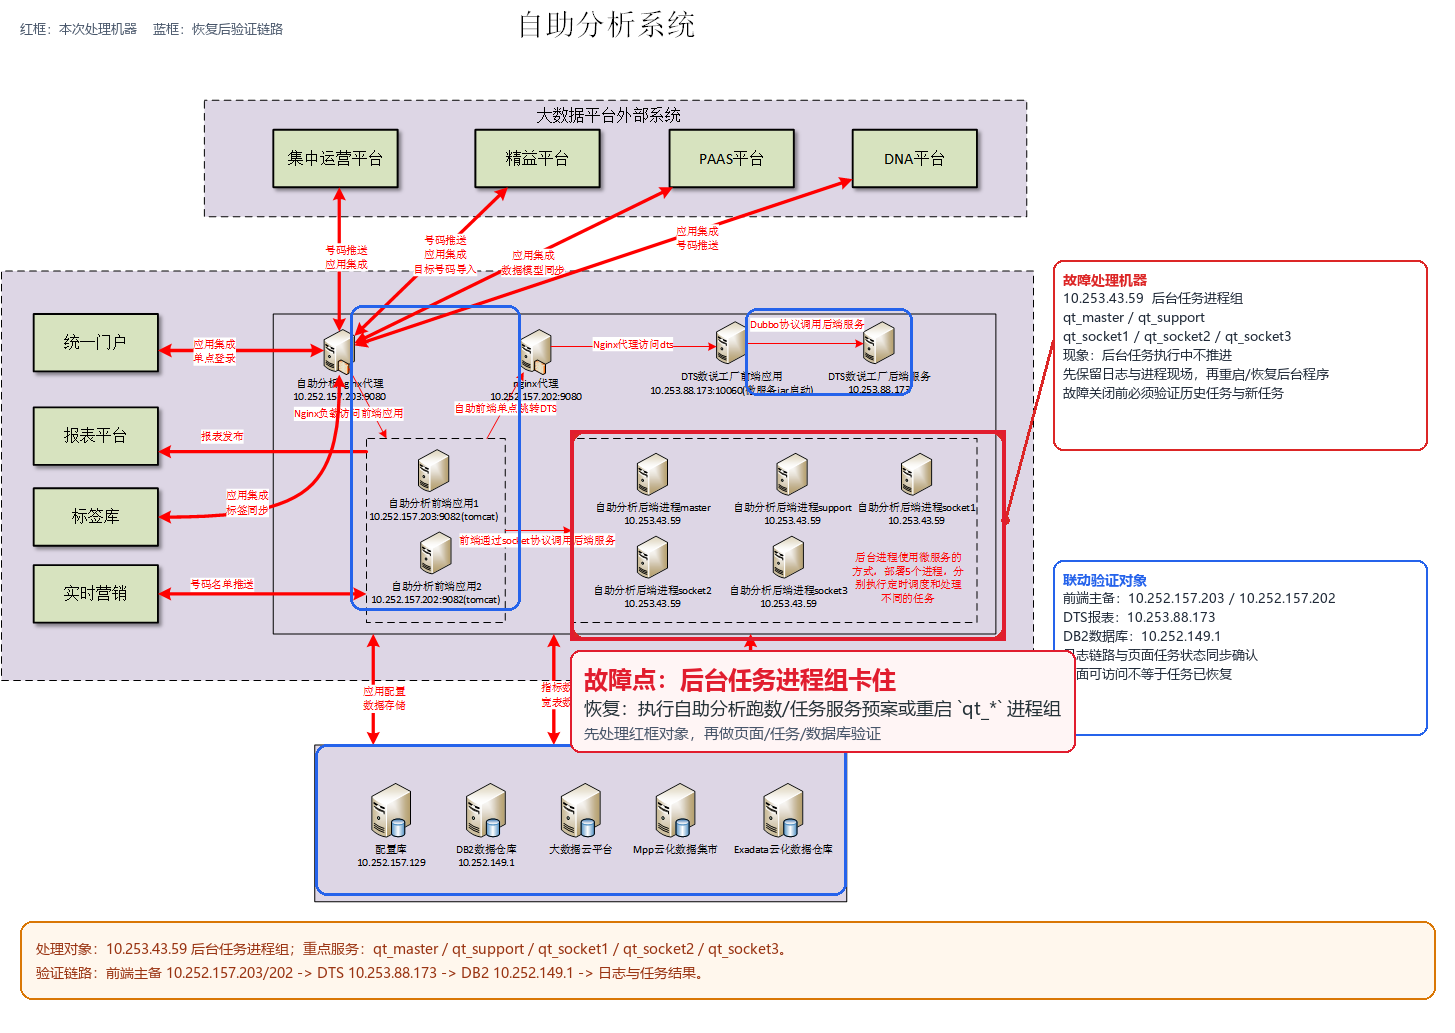 红框：本次处理机器　蓝框：恢复后验证链路
自助分析系统
大数据平台外部系统
集中运营平台
精益平台
PAAS平台
DNA平台
号码推送
应用集成
号码推送
应用集成
目标号码导入
应用集成
数据模型同步
应用集成
号码推送
统一门户
报表平台
标签库
实时营销
应用集成
单点登录
报表发布
应用集成
标签同步
号码名单推送
自助分析nginx代理
10.252.157.203:9080
Nginx负载访问前端应用
nginx代理
10.252.157.202:9080
自助前端单点跳转DTS
Nginx代理访问dts
DTS数说工厂前端应用
10.253.88.173:10060(微服务jar启动)
Dubbo协议调用后端服务
DTS数说工厂后端服务
10.253.88.173
自助分析前端应用1
10.252.157.203:9082(tomcat)
自助分析前端应用2
10.252.157.202:9082(tomcat)
前端通过socket协议调用后端服务
自助分析后端进程master
10.253.43.59
自助分析后端进程support
10.253.43.59
自助分析后端进程socket1
10.253.43.59
自助分析后端进程socket2
10.253.43.59
自助分析后端进程socket3
10.253.43.59
后台进程使用微服务的
方式，部署5个进程，分
别执行定时调度和处理
不同的任务
故障处理机器
10.253.43.59 后台任务进程组
qt_master / qt_support
qt_socket1 / qt_socket2 / qt_socket3
现象：后台任务执行中不推进
先保留日志与进程现场，再重启/恢复后台程序
故障关闭前必须验证历史任务与新任务
联动验证对象
前端主备：10.252.157.203 / 10.252.157.202
DTS报表：10.253.88.173
DB2数据库：10.252.149.1
志链路与页面任务状态同步确认
面可访问不等于任务已恢复
故障点：后台任务进程组卡住
恢复：执行自助分析跑数/任务服务预案或重启 `qt_*` 进程组
先处理红框对象，再做页面/任务/数据库验证
应用配置
数据存储
指标数
宽表数
配置库
10.252.157.129
DB2数据仓库
10.252.149.1
大数据云平台
Mpp云化数据集市
Exadata云化数据仓库
处理对象：10.253.43.59 后台任务进程组；重点服务：qt_master / qt_support / qt_socket1 / qt_socket2 / qt_socket3。
验证链路：前端主备 10.252.157.203/202 -> DTS 10.253.88.173 -> DB2 10.252.149.1 -> 日志与任务结果。